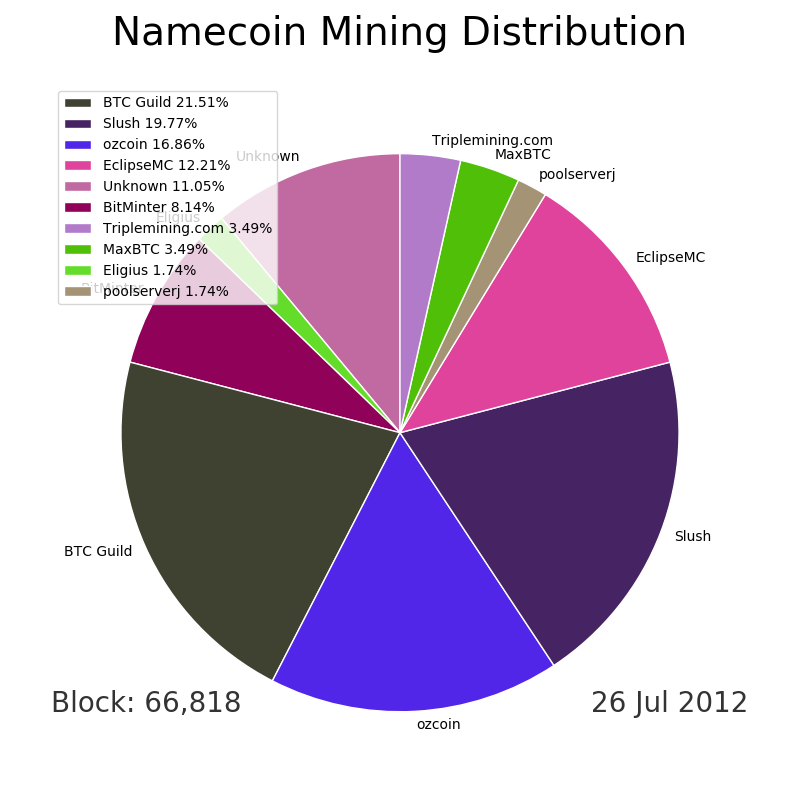 Namecoin Mining Distribution
BTC Guild 21.51%
Slush 19.77%
ozcoin 16.86%
EclipseMC 12.21%
Unknown 11.05%
BitMinter 8.14%
Triplemining.com 3.49%
MaxBTC 3.49%
Eligius 1.74%
poolserverj 1.74%
Triplemining.com
MaxBTC
poolserverj
EclipseMC
Slush
ozcoin
BTC Guild
BitMinter
Eligius
Unknown
Block: 66,818
26 Jul 2012